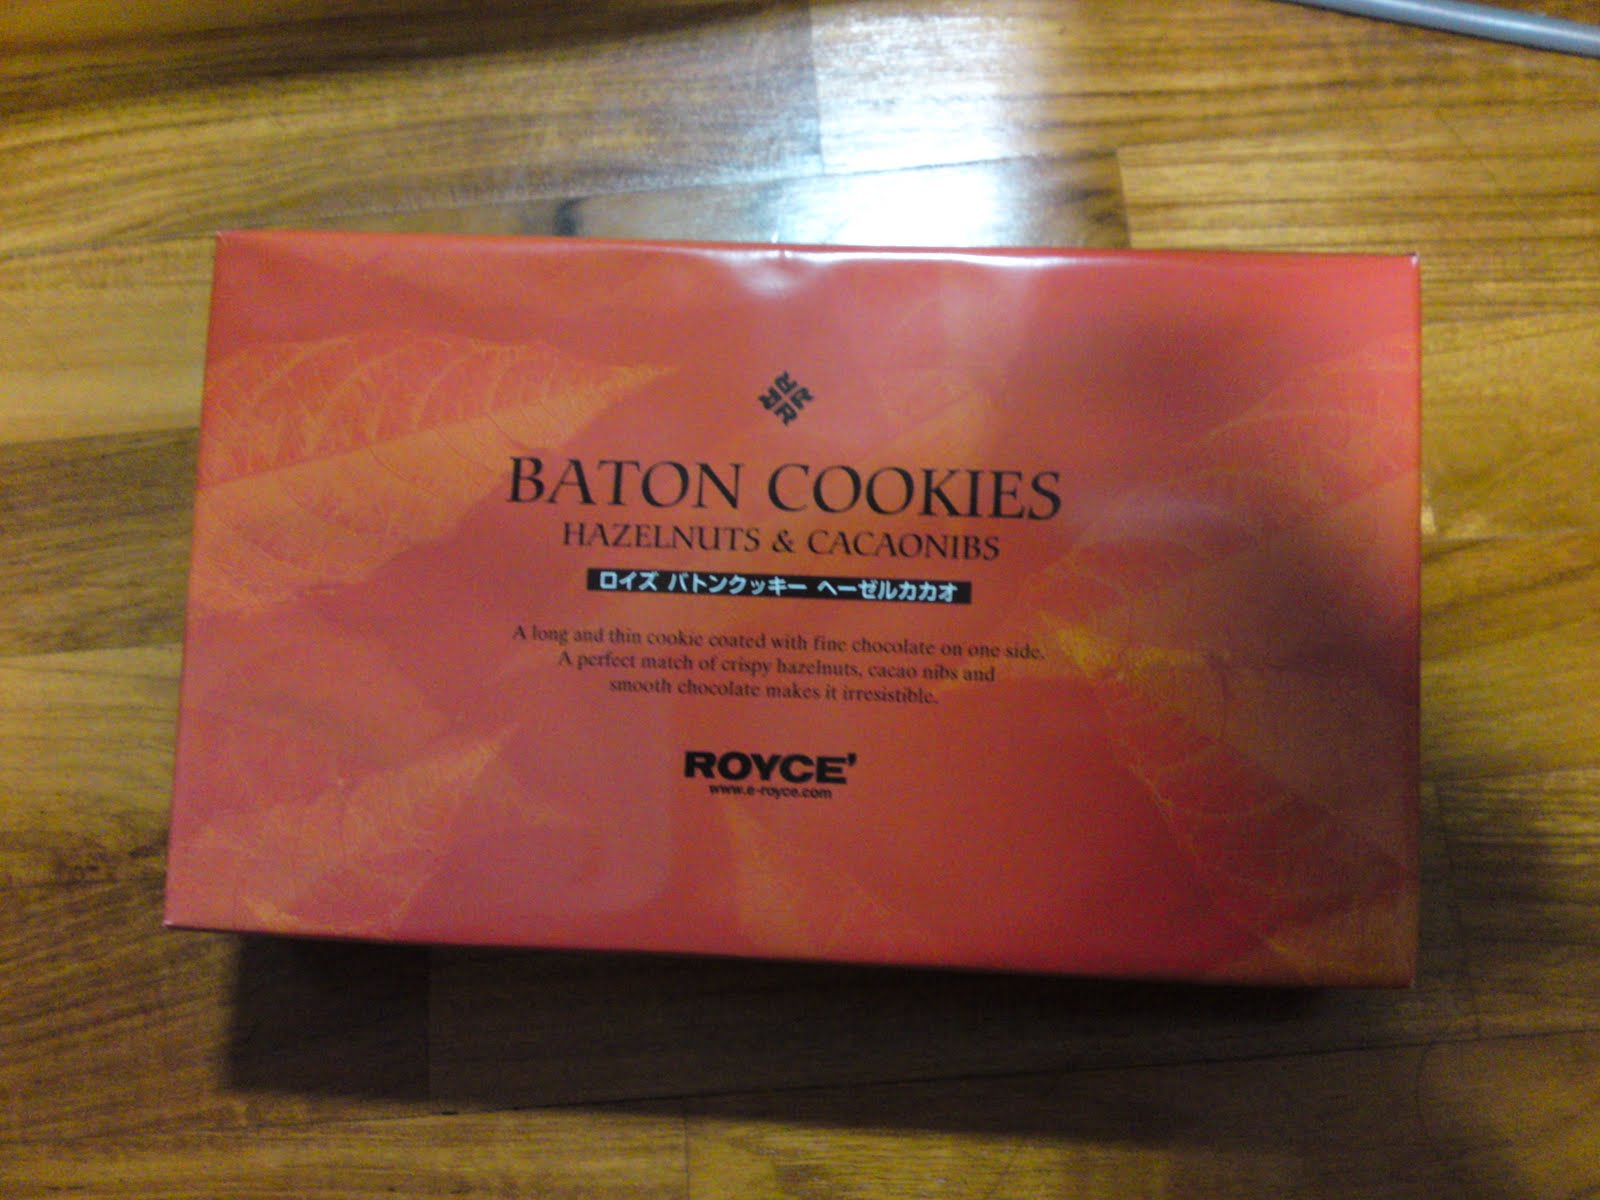 BATON COOKIES
HAZELNUTS & CACAONIBS
ロイズ バトンクッキー ヘーゼルカカオ
A long and thin cookie coated with fine chocolate on one side.
A perfect match of crispy hazelnuts, cacao nibs and
smooth chocolate makes it irresistible.
ROYCE'
www.e-royce.com